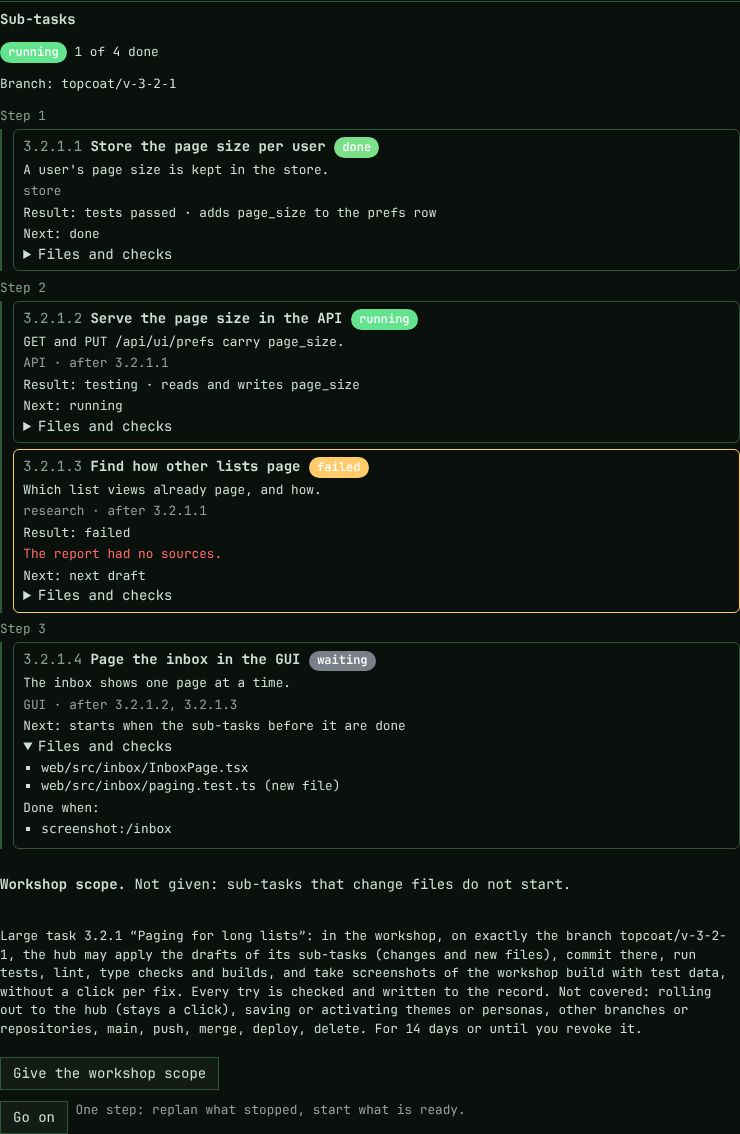 Sub-tasks
running 1 of 4 done
Branch: topcoat/v-3-2-1
Step 1
3.2.1.1 Store the page size per user done
A user's page size is kept in the store.
store
Result: tests passed · adds page_size to the prefs row
Next: done
▶ Files and checks
Step 2
3.2.1.2 Serve the page size in the API running
GET and PUT /api/ui/prefs carry page_size.
API · after 3.2.1.1
Result: testing · reads and writes page_size
Next: running
▶ Files and checks
3.2.1.3 Find how other lists page failed
Which list views already page, and how.
research · after 3.2.1.1
Result: failed
The report had no sources.
Next: next draft
▶ Files and checks
Step 3
3.2.1.4 Page the inbox in the GUI waiting
The inbox shows one page at a time.
GUI · after 3.2.1.2, 3.2.1.3
Next: starts when the sub-tasks before it are done
▼ Files and checks
▪ web/src/inbox/InboxPage.tsx
▪ web/src/inbox/paging.test.ts (new file)
Done when:
▪ screenshot:/inbox
Workshop scope. Not given: sub-tasks that change files do not start.
Large task 3.2.1 “Paging for long lists”: in the workshop, on exactly the branch topcoat/v-3-2-
1, the hub may apply the drafts of its sub-tasks (changes and new files), commit there, run
tests, lint, type checks and builds, and take screenshots of the workshop build with test data,
without a click per fix. Every try is checked and written to the record. Not covered: rolling
out to the hub (stays a click), saving or activating themes or personas, other branches or
repositories, main, push, merge, deploy, delete. For 14 days or until you revoke it.
Give the workshop scope
Go on One step: replan what stopped, start what is ready.